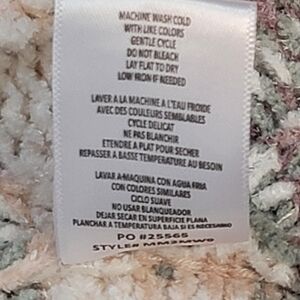 MACHINE WASH COLD
WITH LIKE COLORS
GENTLE CYCLE
DO NOT BLEACH
LAY FLAT TO DRY
LOW IRON IF NEEDED
LAVER A LA MACHINE A L'EAU FROIDE
AVEC DES COULEURS SEMBLABLES
CYCLE DELICAT
NE PAS BLANCHIR
ETENDRE A PLAT POUR SECHER
REPASSER A BASSE TEMPERATURE AU BESOIN
LAVAR A-MAQUINA CON AGUA FRIA
CON COLORES SIMILARES
CICLO SUAVE
NO USAR BLANQUEADOR
DEJAR SECAR EN SUPERFICIE PLANA
PLANCHAR A TEMPERATURA BAJA SI ES NECESARIO
PO #25565
STYLE#